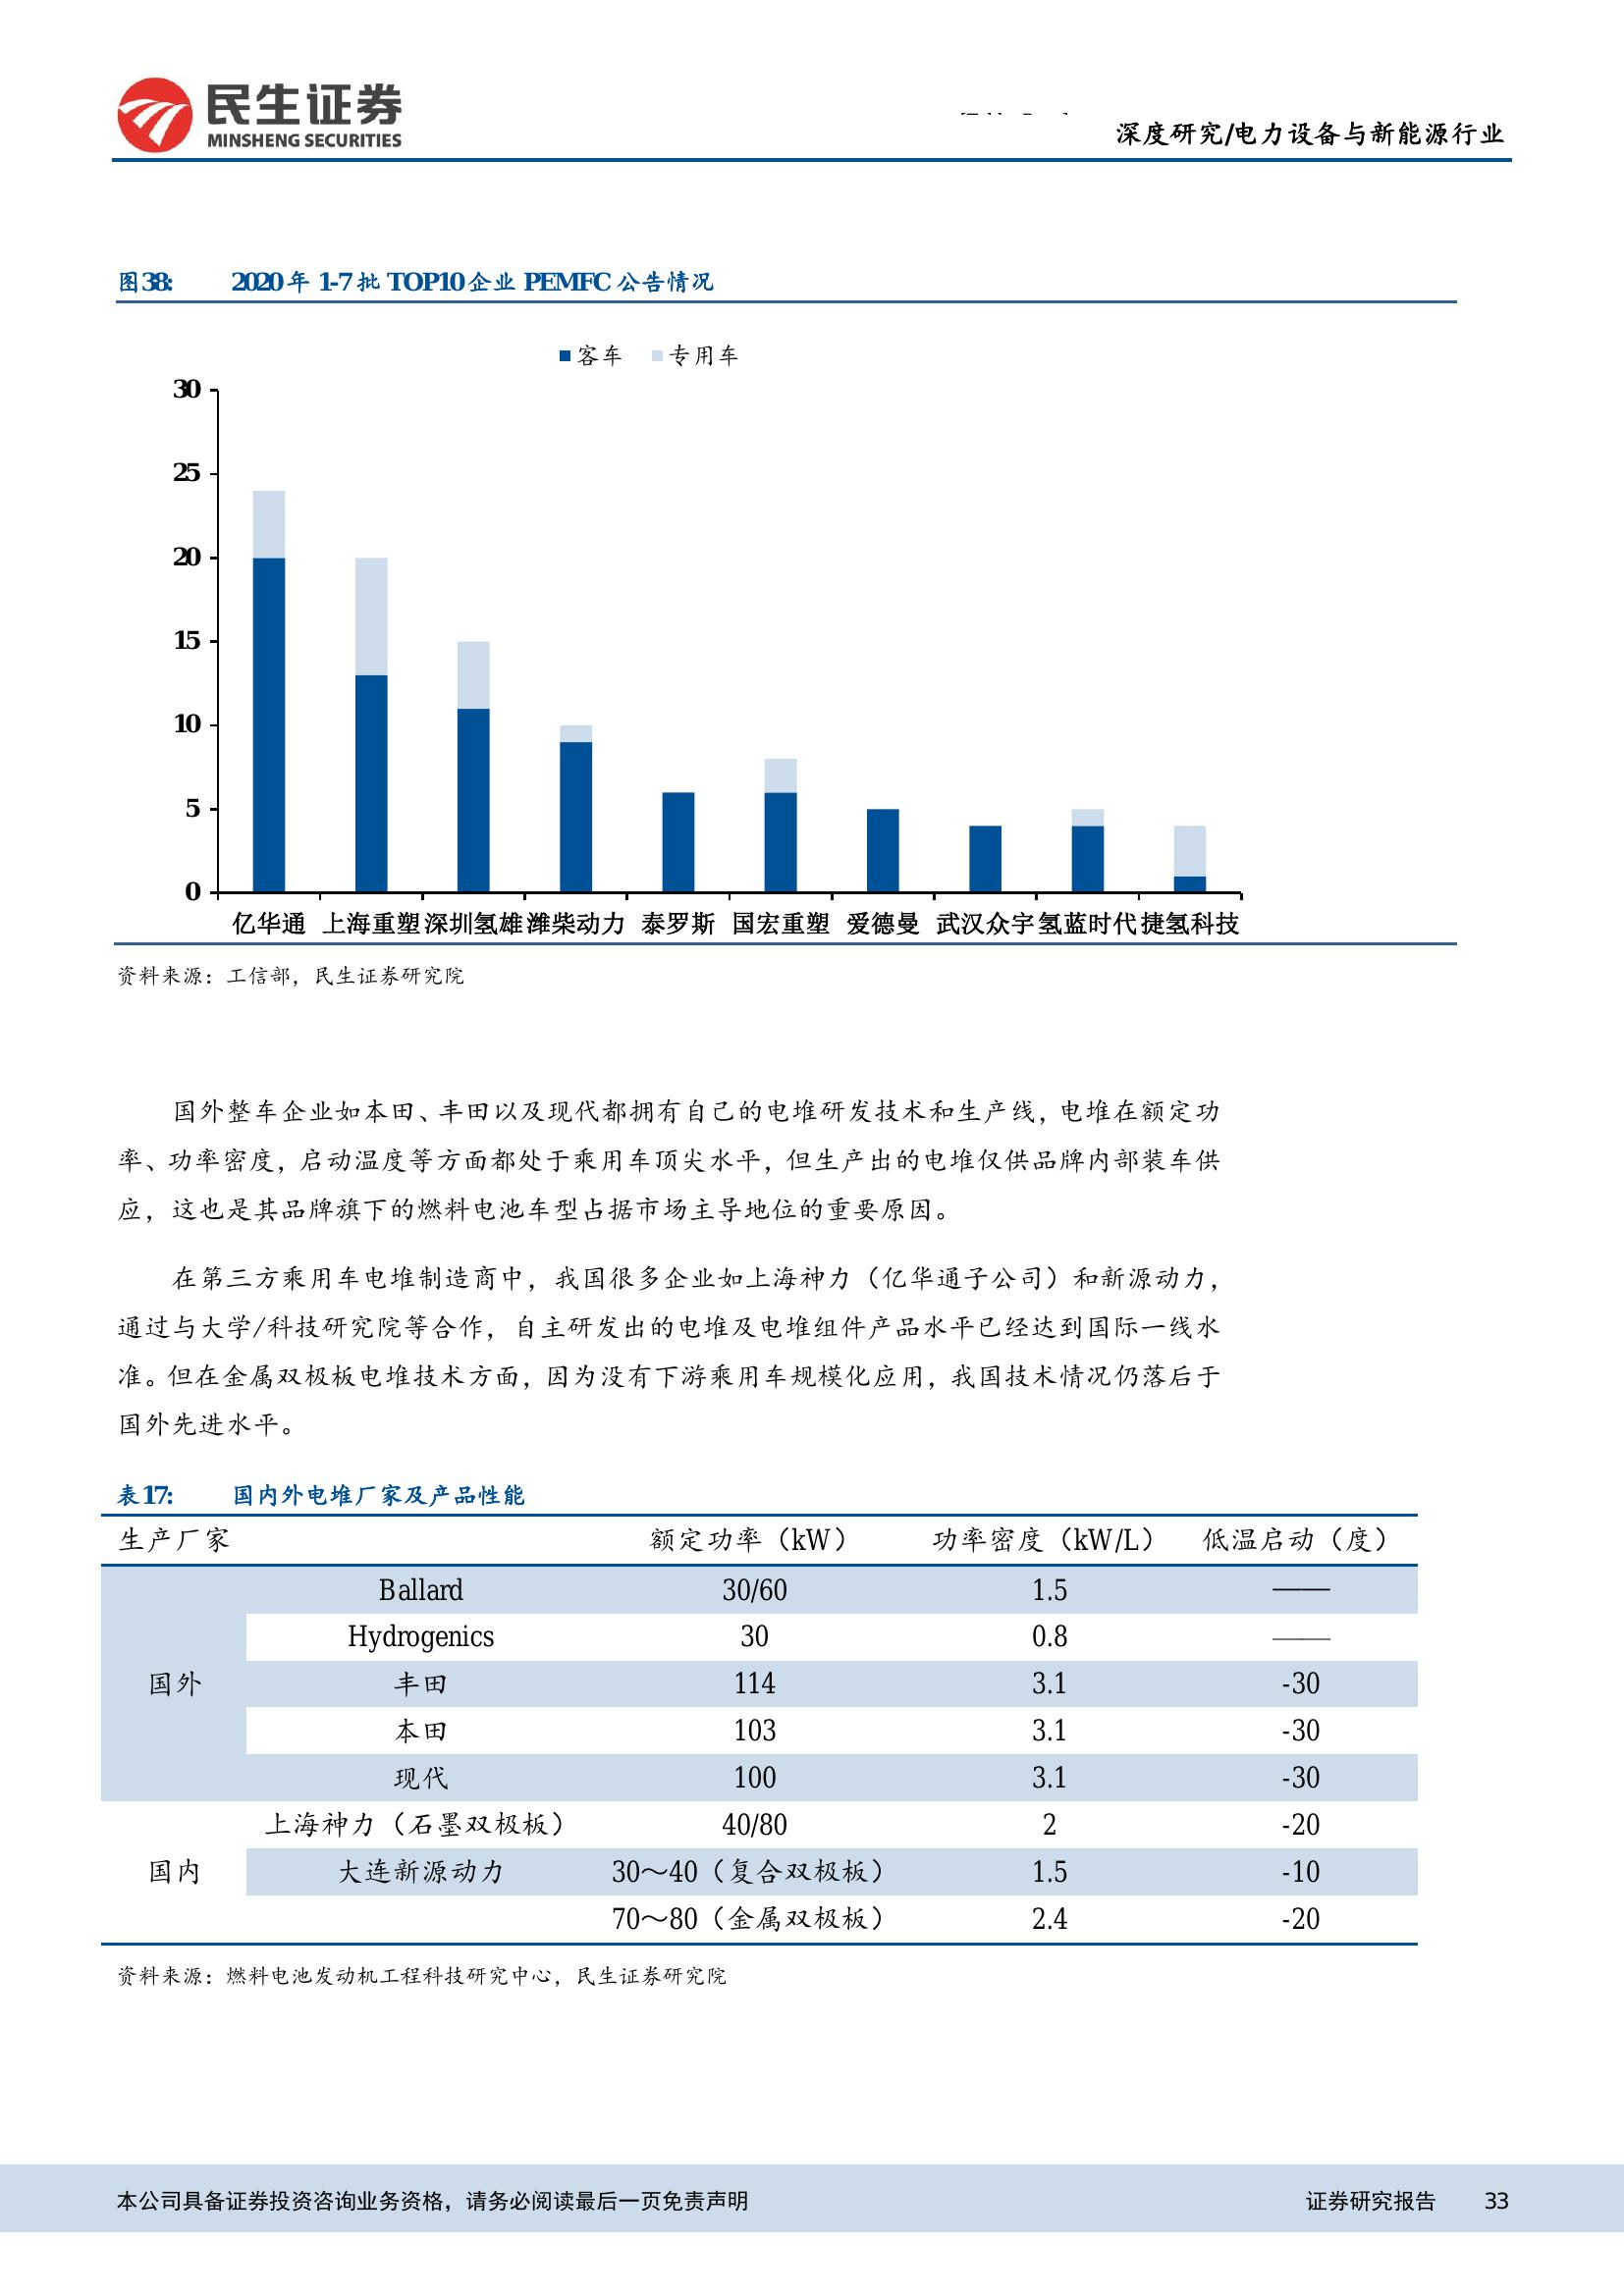 民生证券
MINSHENG SECURITIES
深度研究/电力设备与新能源行业
图38: 2020年 1-7批 TOP10企业 PEMFC 公告情况
客车 专用车
30
25
20
15
10
5
0
亿华通 上海重塑 深圳氢雄 潍柴动力 泰罗斯 国宏重塑 爱德曼 武汉众宇 氢蓝时代 捷氢科技
资料来源：工信部，民生证券研究院
国外整车企业如本田、丰田以及现代都拥有自己的电堆研发技术和生产线，电堆在额定功
率、功率密度，启动温度等方面都处于乘用车顶尖水平，但生产出的电堆仅供品牌内部装车供
应，这也是其品牌旗下的燃料电池车型占据市场主导地位的重要原因。
在第三方乘用车电堆制造商中，我国很多企业如上海神力（亿华通子公司）和新源动力，
通过与大学/科技研究院等合作，自主研发出的电堆及电堆组件产品水平已经达到国际一线水
准。但在金属双极板电堆技术方面，因为没有下游乘用车规模化应用，我国技术情况仍落后于
国外先进水平。
表17: 国内外电堆厂家及产品性能
生产厂家 额定功率（kW） 功率密度（kW/L） 低温启动（度）
Ballard 30/60 1.5 ——
Hydrogenics 30 0.8 ——
国外 丰田 114 3.1 -30
本田 103 3.1 -30
现代 100 3.1 -30
上海神力（石墨双极板） 40/80 2 -20
国内 大连新源动力 30～40（复合双极板） 1.5 -10
70～80（金属双极板） 2.4 -20
资料来源：燃料电池发动机工程科技研究中心，民生证券研究院
本公司具备证券投资咨询业务资格，请务必阅读最后一页免责声明 证券研究报告 33